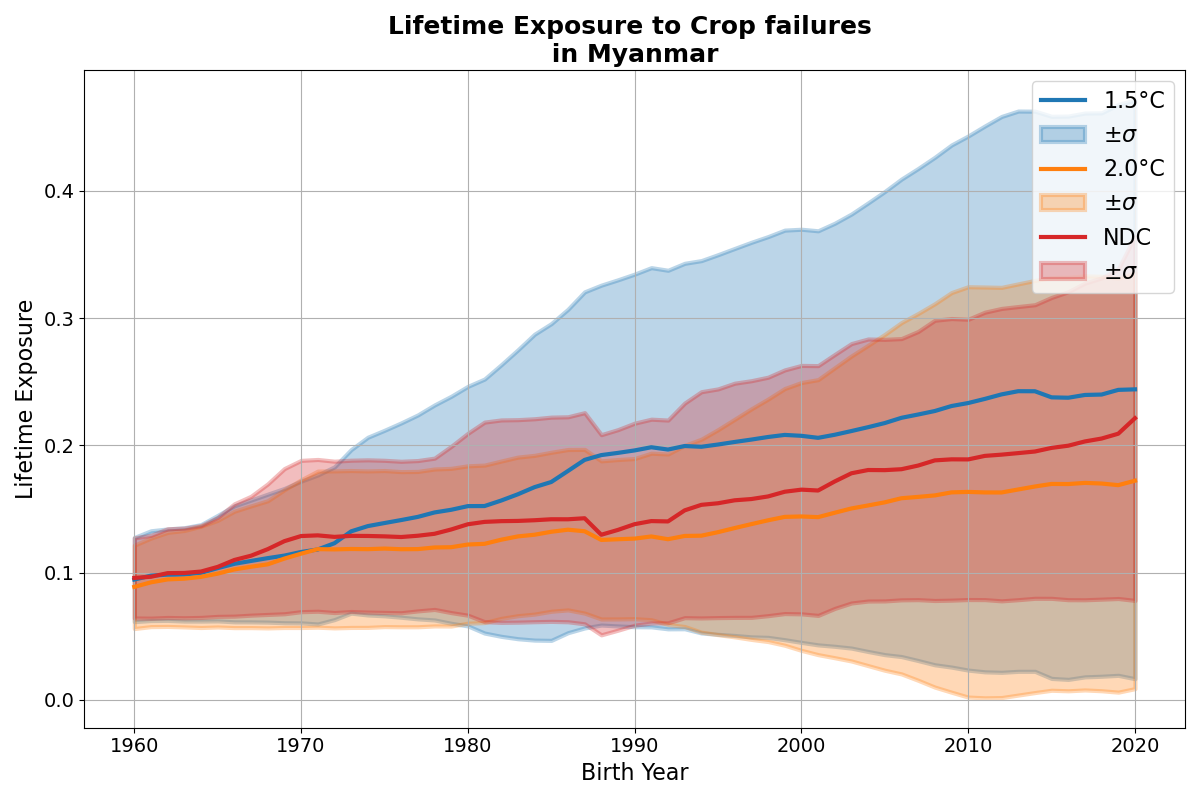 Lifetime Exposure to Crop failures
in Myanmar
1.5°C
±σ
2.0°C
±σ
NDC
±σ
Lifetime Exposure
0.4
0.3
0.2
0.1
0.0
1960
1970
1980
1990
2000
2010
2020
Birth Year